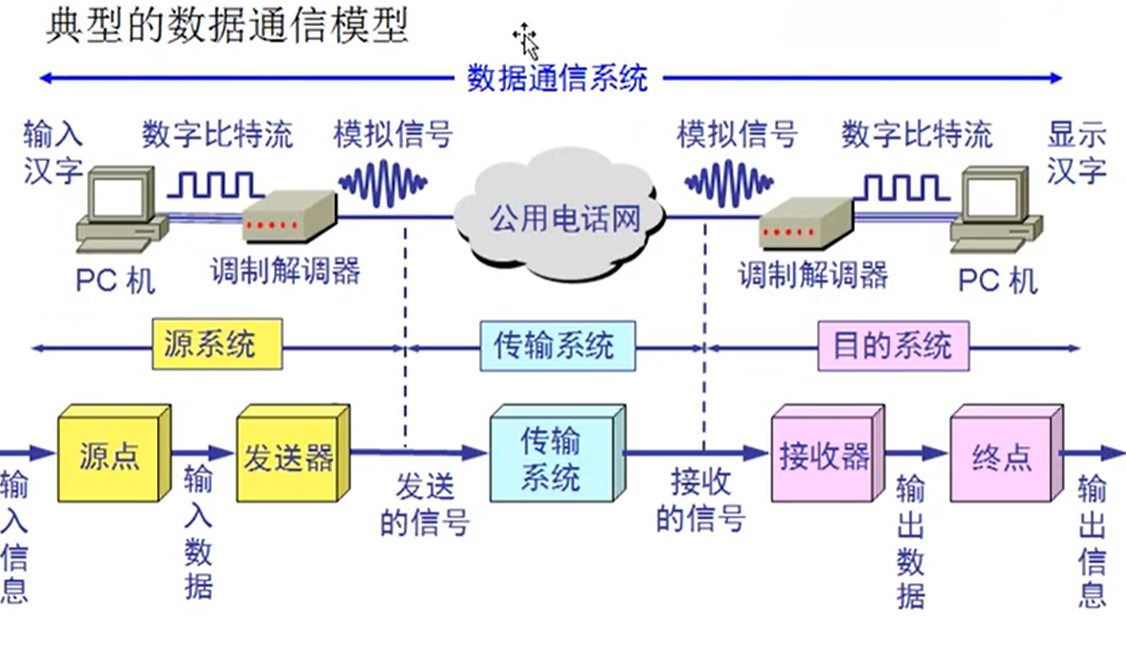 典型的数据通信模型
数据通信系统
输入
汉字
数字比特流
模拟信号
模拟信号
数字比特流
显示
汉字
公用电话网
PC 机
调制解调器
调制解调器
PC 机
源系统
传输系统
目的系统
源点
发送器
传输
系统
接收器
终点
输入信息
输入数据
发送
的信号
接收
的信号
输出数据
输出信息